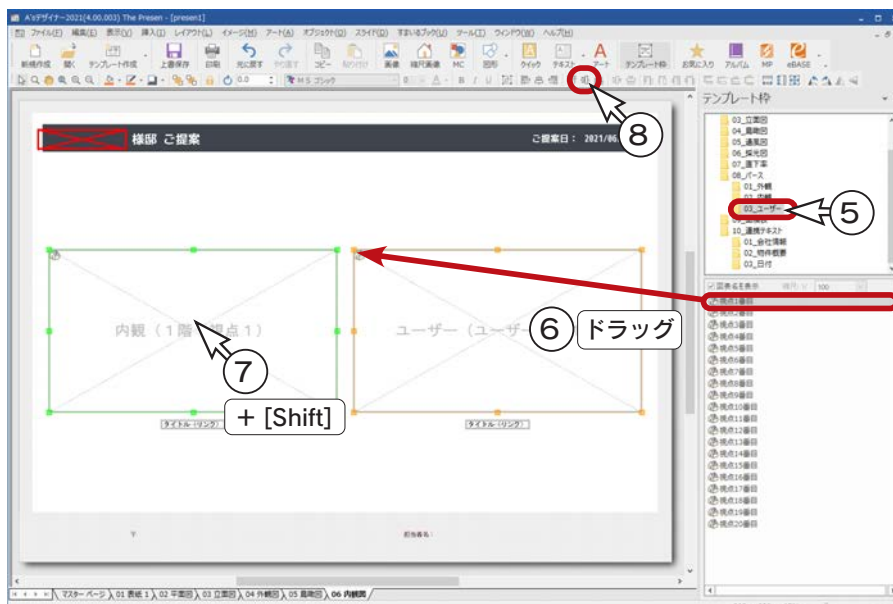 A'sデザイナー2021(4.00.003) The Presen - [present1]
ファイル(F) 編集(E) 表示(V) 挿入(I) レイアウト(L) イメージ(M) アート(A) オブジェクト(O) スライド(D) すまいるブック(U) ツール(T) ウィンドウ(W) ヘルプ(H)
新規作成 開く テンプレート作成 上書保存 印刷 元に戻す やり直す コピー 貼り付け 画像 縮尺画像 MC 図形 クイック テキスト アート テンプレート枠 お気に入り アルバム MP eBASE
0.0 MS ゴシック
⑧
様邸 ご提案
ご提案日： 2021/06
内観（1階 視点1）
タイトル（リンク）
⑦
+ [Shift]
ユーザー（ユーザー
タイトル（リンク）
⑥ ドラッグ
〒
担当者名：
テンプレート枠
03_立面図
04_鳥瞰図
05_通風図
06_採光図
07_直下率
08_パース
01_外観
02_内観
03_ユーザー
⑤
10_連携テキスト
01_会社情報
02_物件概要
03_日付
図表名を表示 縮尺 1/ 100
視点1番目
視点2番目
視点3番目
視点4番目
視点5番目
視点6番目
視点7番目
視点8番目
視点9番目
視点10番目
視点11番目
視点12番目
視点13番目
視点14番目
視点15番目
視点16番目
視点17番目
視点18番目
視点19番目
視点20番目
マスター ページ 01 表紙 1 02 平面図 03 立面図 04 外観図 05 鳥瞰図 06 内観図